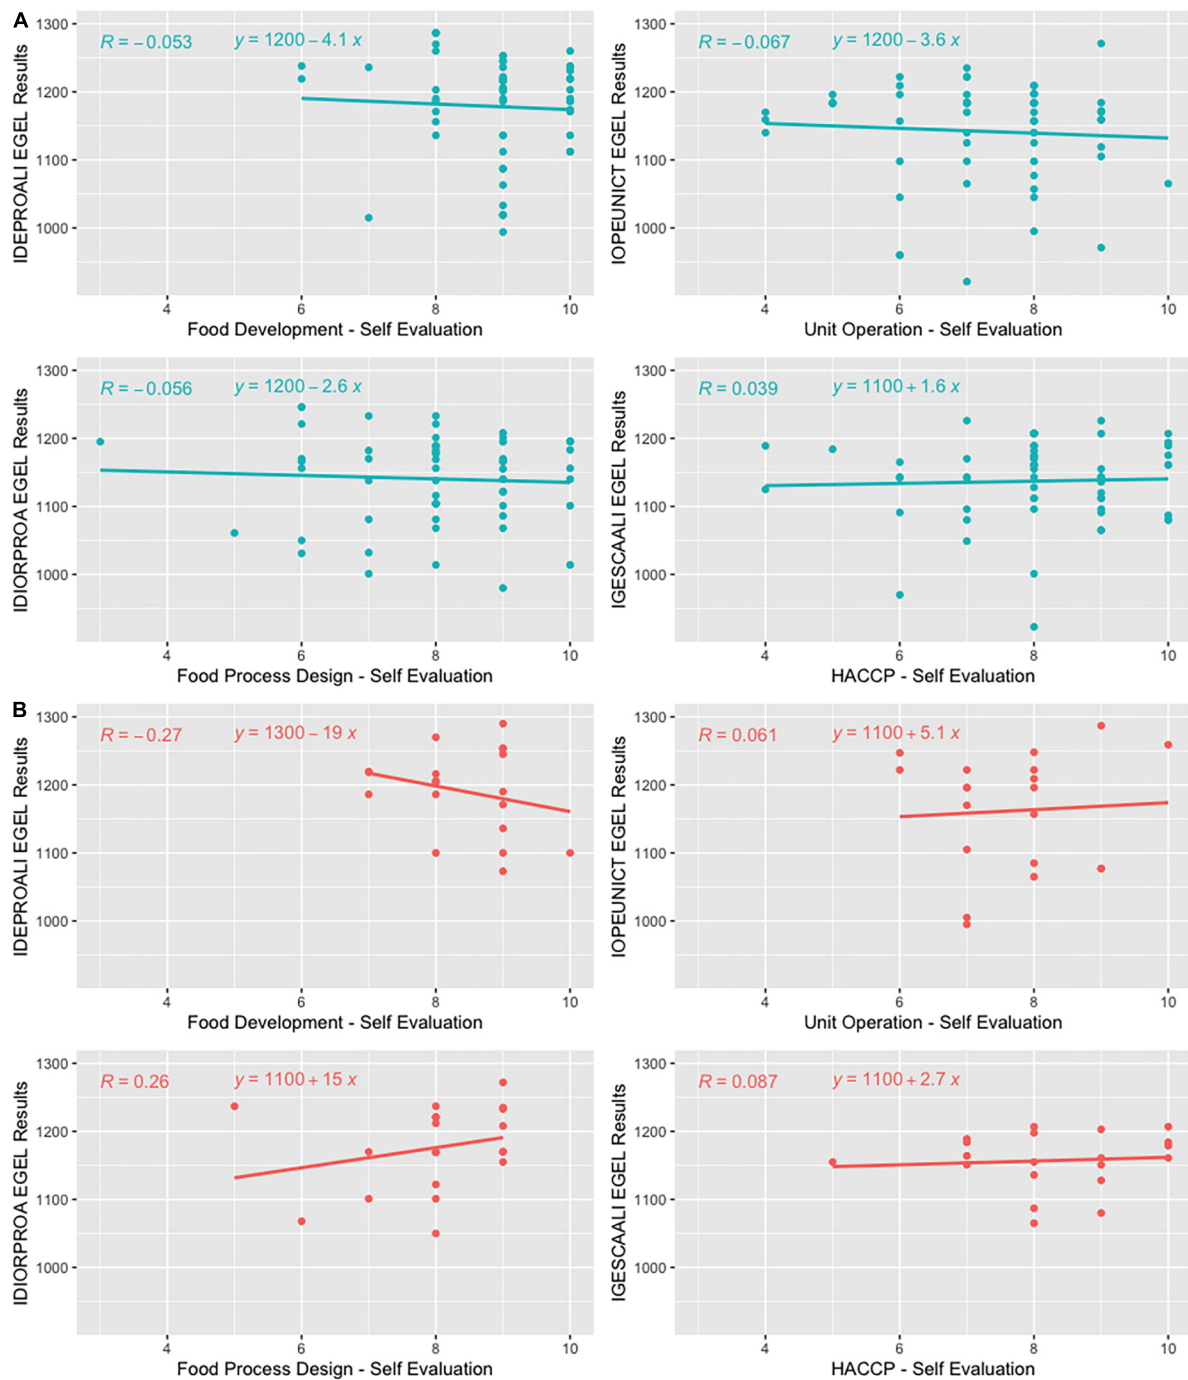 A
R = −0.053 y = 1200 − 4.1 x
IDEPROALI EGEL Results
1300
1200
1100
1000
4 6 8 10
Food Development - Self Evaluation
R = −0.067 y = 1200 − 3.6 x
IOPEUNICT EGEL Results
1300
1200
1100
1000
4 6 8 10
Unit Operation - Self Evaluation
R = −0.056 y = 1200 − 2.6 x
IDIORPROA EGEL Results
1300
1200
1100
1000
4 6 8 10
Food Process Design - Self Evaluation
R = 0.039 y = 1100 + 1.6 x
IGESCAALI EGEL Results
1300
1200
1100
1000
4 6 8 10
HACCP - Self Evaluation
B
R = −0.27 y = 1300 − 19 x
IDEPROALI EGEL Results
1300
1200
1100
1000
4 6 8 10
Food Development - Self Evaluation
R = 0.061 y = 1100 + 5.1 x
IOPEUNICT EGEL Results
1300
1200
1100
1000
4 6 8 10
Unit Operation - Self Evaluation
R = 0.26 y = 1100 + 15 x
IDIORPROA EGEL Results
1300
1200
1100
1000
4 6 8 10
Food Process Design - Self Evaluation
R = 0.087 y = 1100 + 2.7 x
IGESCAALI EGEL Results
1300
1200
1100
1000
4 6 8 10
HACCP - Self Evaluation